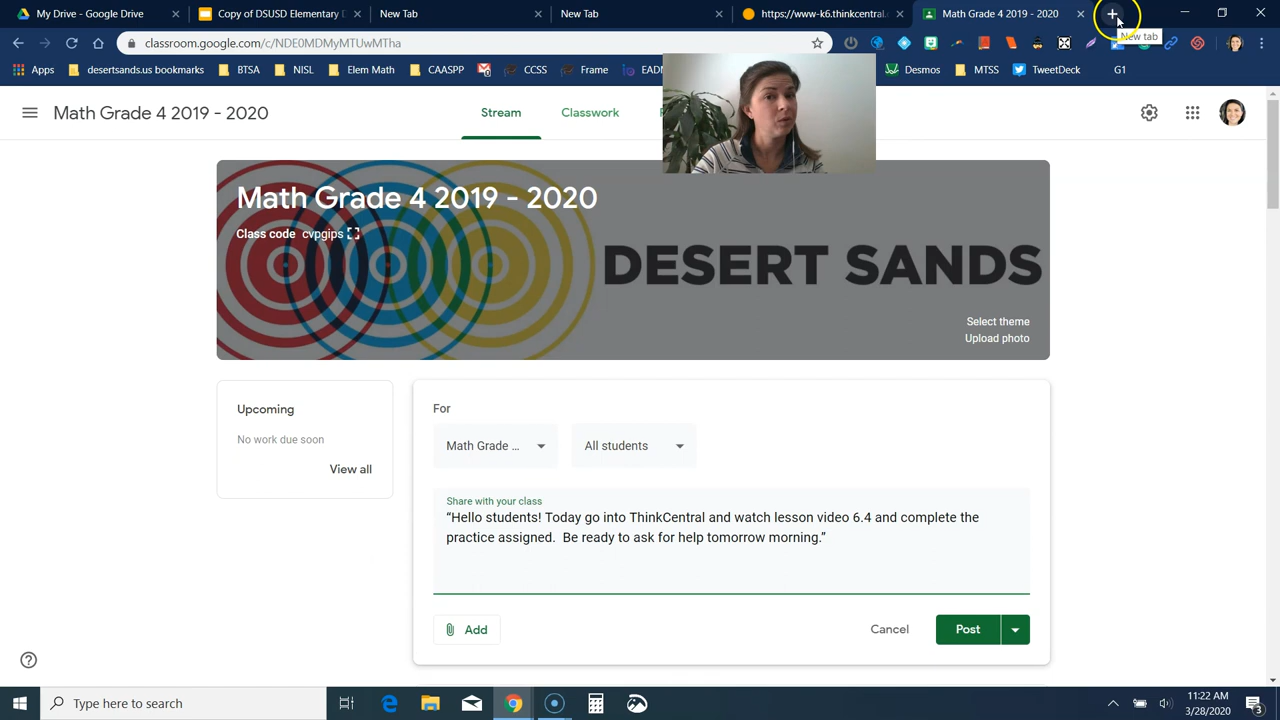 My Drive - Google Drive
Copy of DSUSD Elementary D
New Tab
New Tab
https://www-k6.thinkcentral.c
Math Grade 4 2019 - 2020
New tab
classroom.google.com/c/NDE0MDMyMTUwMTha
Apps
desertsands.us bookmarks
BTSA
NISL
Elem Math
CAASPP
CCSS
Frame
EADM
Desmos
MTSS
TweetDeck
G1
Math Grade 4 2019 - 2020
Stream
Classwork
Math Grade 4 2019 - 2020
Class code cvpgips
DESERT SANDS
Select theme
Upload photo
Upcoming
No work due soon
View all
For
Math Grade ...
All students
Share with your class
“Hello students! Today go into ThinkCentral and watch lesson video 6.4 and complete the
practice assigned.  Be ready to ask for help tomorrow morning.”
Add
Cancel
Post
Type here to search
11:22 AM
3/28/2020
3